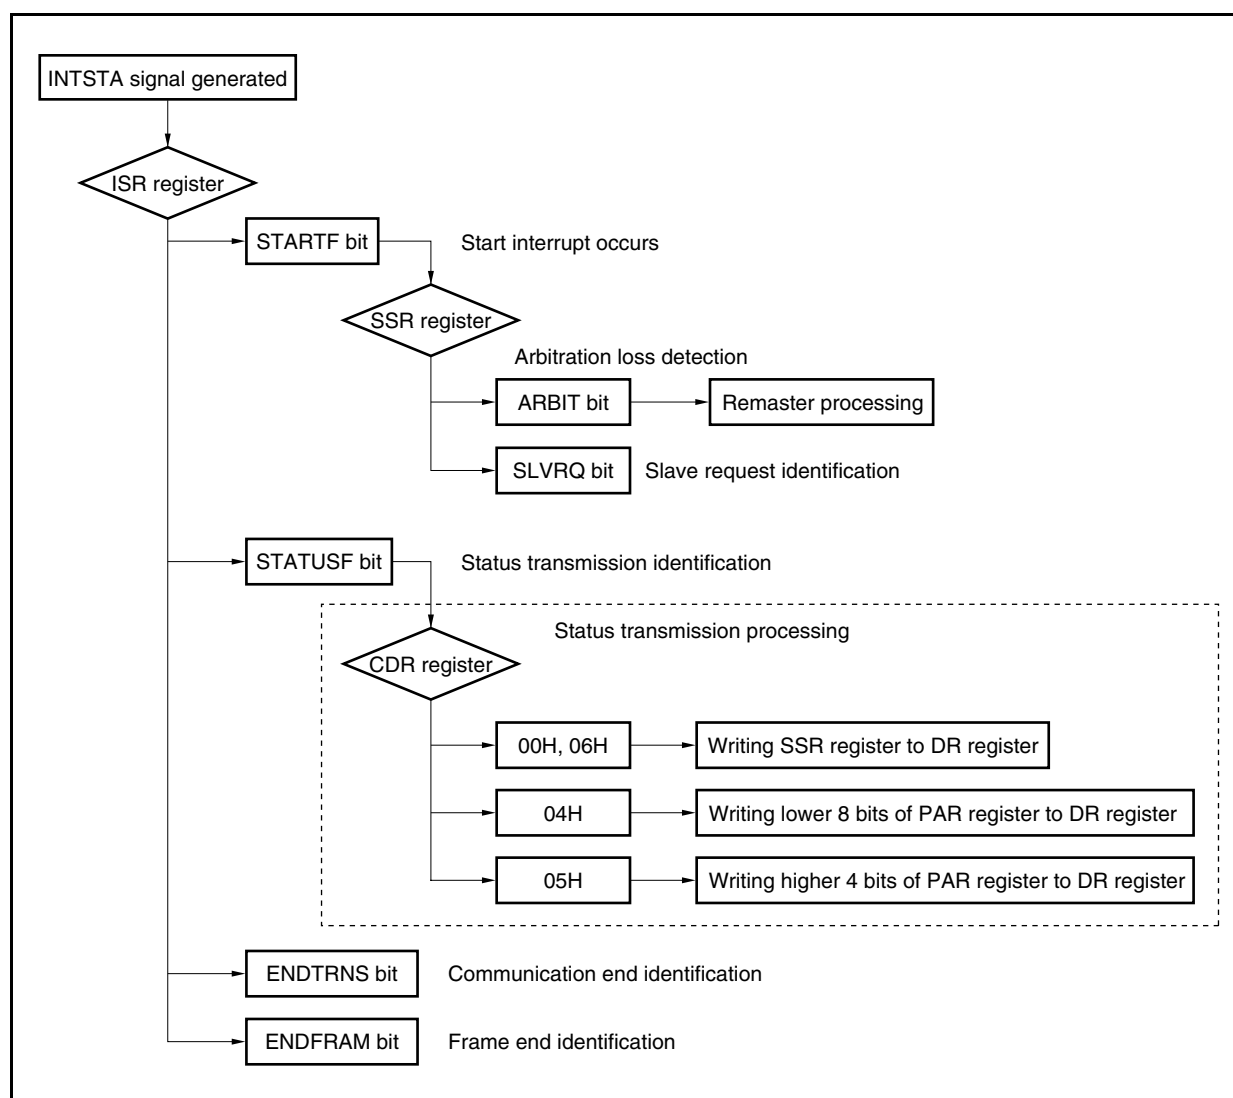 INTSTA signal generated
ISR register
STARTF bit
Start interrupt occurs
SSR register
Arbitration loss detection
ARBIT bit
Remaster processing
SLVRQ bit
Slave request identification
STATUSF bit
Status transmission identification
Status transmission processing
CDR register
00H, 06H
Writing SSR register to DR register
04H
Writing lower 8 bits of PAR register to DR register
05H
Writing higher 4 bits of PAR register to DR register
ENDTRNS bit
Communication end identification
ENDFRAM bit
Frame end identification